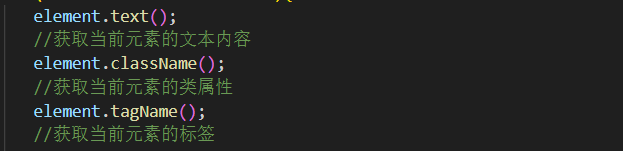 element.text();
//获取当前元素的文本内容
element.className();
//获取当前元素的类属性
element.tagName();
//获取当前元素的标签